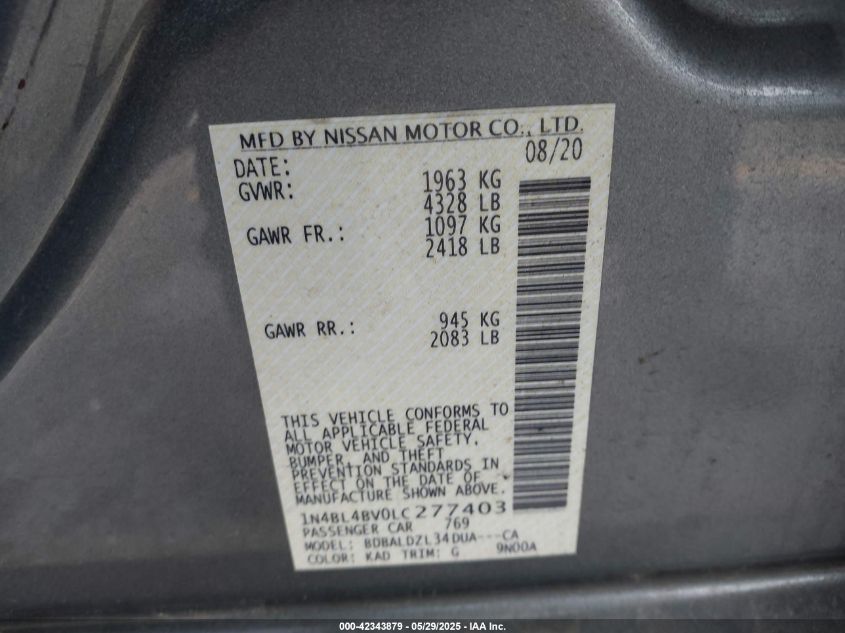 MFD BY NISSAN MOTOR CO., LTD.
DATE: 08/20
GVWR: 1963 KG
4328 LB
GAWR FR.: 1097 KG
2418 LB
GAWR RR.: 945 KG
2083 LB
THIS VEHICLE CONFORMS TO
ALL APPLICABLE FEDERAL
MOTOR VEHICLE SAFETY,
BUMPER, AND THEFT
PREVENTION STANDARDS IN
EFFECT ON THE DATE OF
MANUFACTURE SHOWN ABOVE.
1N4BL4BV0LC277403
PASSENGER CAR 769
MODEL: BDBALDZL34DUA---CA
COLOR: KAD TRIM: G 9N00A
000-42343879 — 05/29/2025 - IAA Inc.